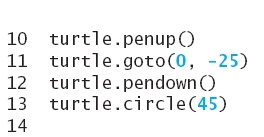 10 turtle.penup()
11 turtle.goto(0, -25)
12 turtle.pendown()
13 turtle.circle(45)
14